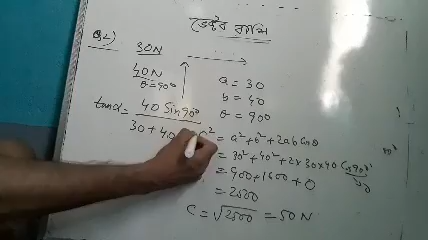 ভেক্টর রাশি
30N
40N
θ = 90°
a = 30
b = 40
θ = 90°
tanα = 40 Sin90° / 30 + 40
c² = a² + b² + 2ab Cosθ
= 30² + 40² + 2×30×40 Cos90°
= 900 + 1600 + 0
= 2500
C = √2500 = 50 N